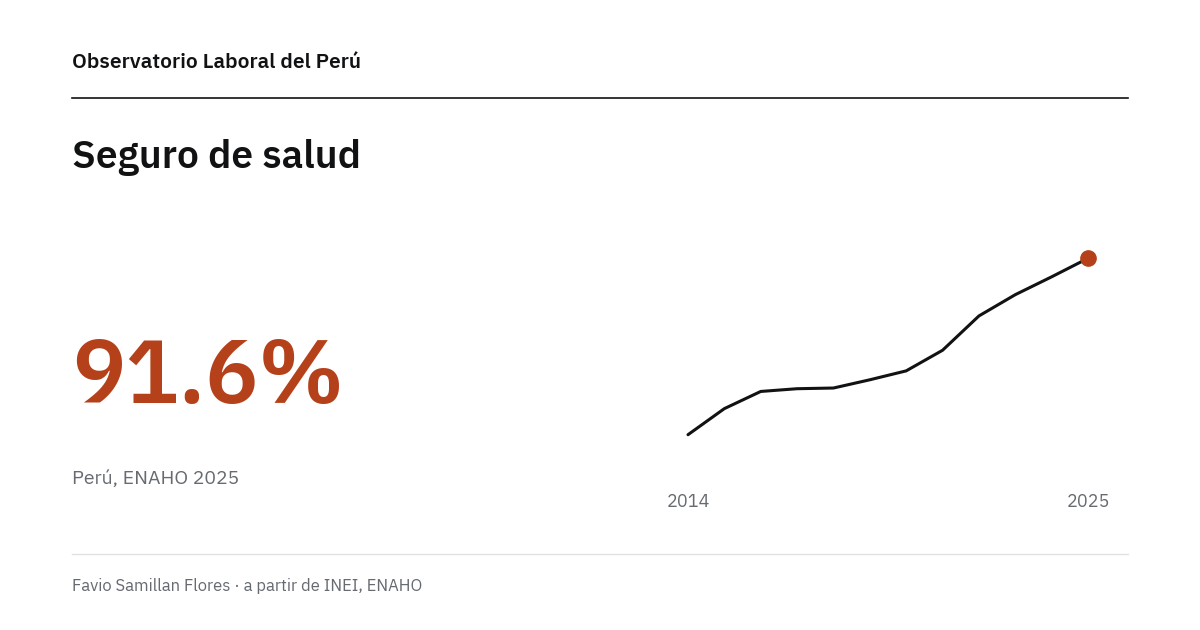 Observatorio Laboral del Perú
Seguro de salud
91.6%
Perú, ENAHO 2025
2014
2025
Favio Samillan Flores · a partir de INEI, ENAHO